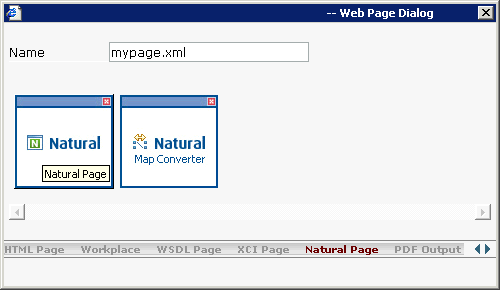 -- Web Page Dialog
Name mypage.xml
Natural Natural
Map Converter
Natural Page
HTML Page Workplace WSDL Page XCI Page Natural Page PDF Output